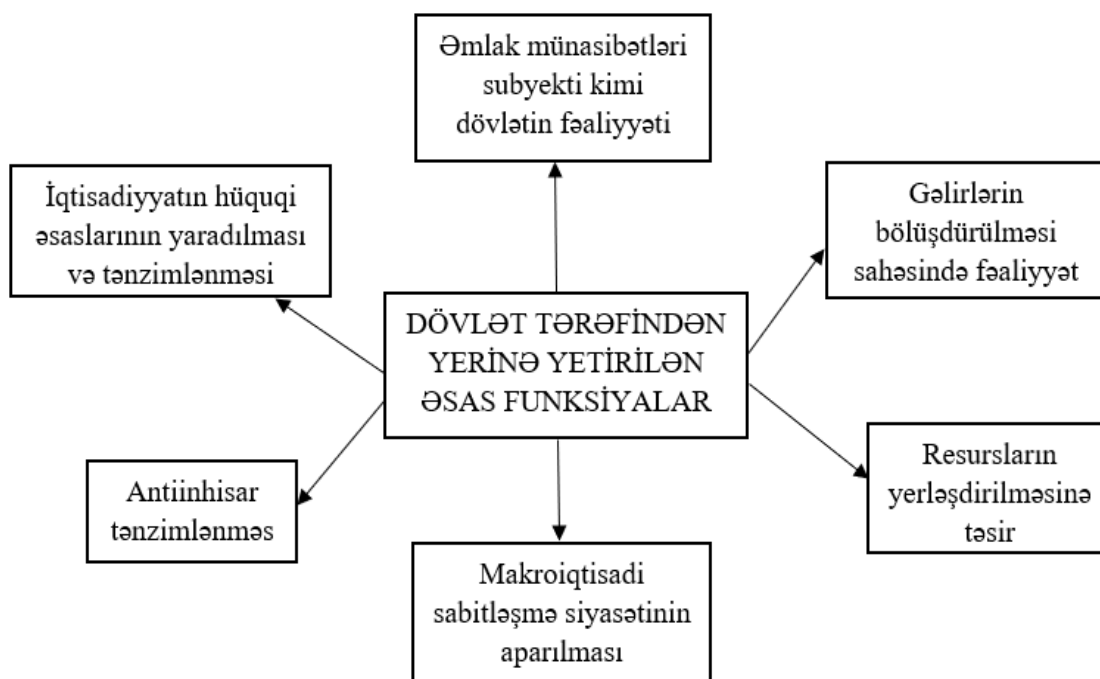 Əmlak münasibətləri
subyekti kimi
dövlətin fəaliyyəti
İqtisadiyyatın hüquqi
əsaslarının yaradılması
və tənzimlənməsi
Gəlirlərin
bölüşdürülməsi
sahəsində fəaliyyət
DÖVLƏT TƏRƏFİNDƏN
YERİNƏ YETİRİLƏN
ƏSAS FUNKSİYALAR
Antiinhisar
tənzimlənməs
Resursların
yerləşdirilməsinə
təsir
Makroiqtisadi
sabitləşmə siyasətinin
aparılması